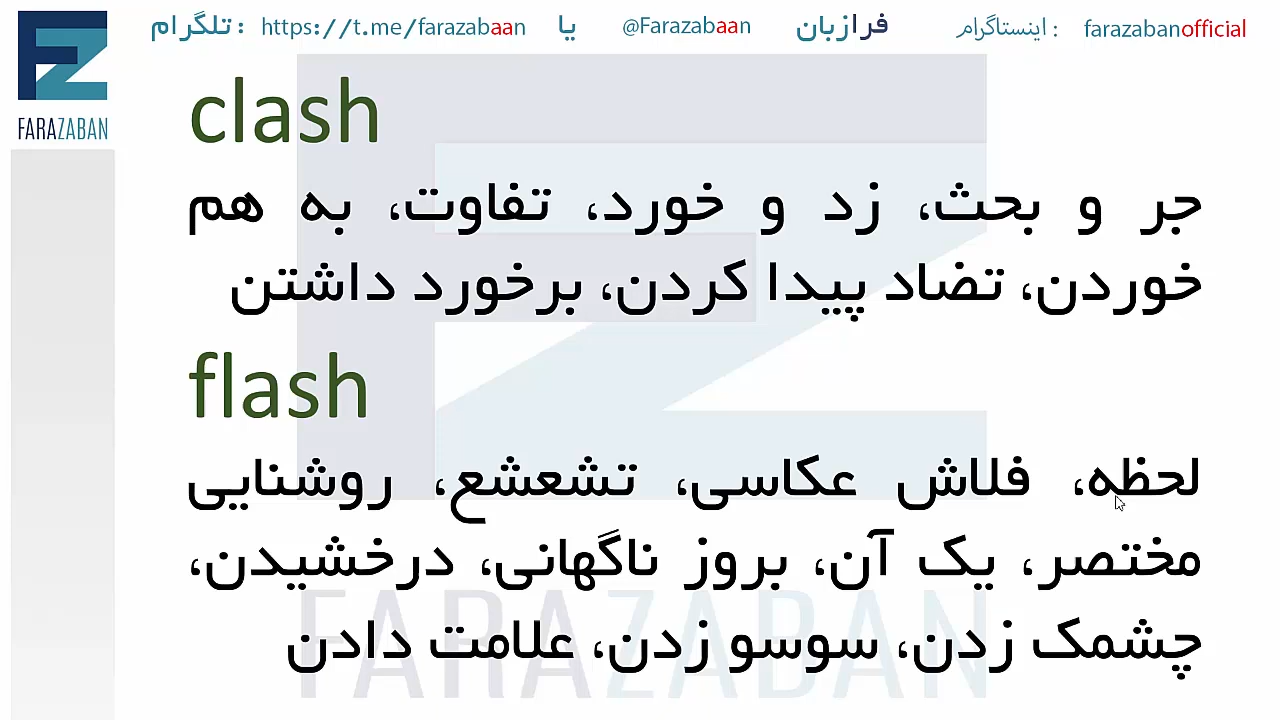 تلگرام : https://t.me/farazabaan یا @Farazabaan فرازبان اینستاگرام : farazabanofficial
FARAZABAN
clash
جر و بحث، زد و خورد، تفاوت، به هم
خوردن، تضاد پیدا کردن، برخورد داشتن
flash
لحظه، فلاش عکاسی، تشعشع، روشنایی
مختصر، یک آن، بروز ناگهانی، درخشیدن،
چشمک زدن، سوسو زدن، علامت دادن
FARAZABAN